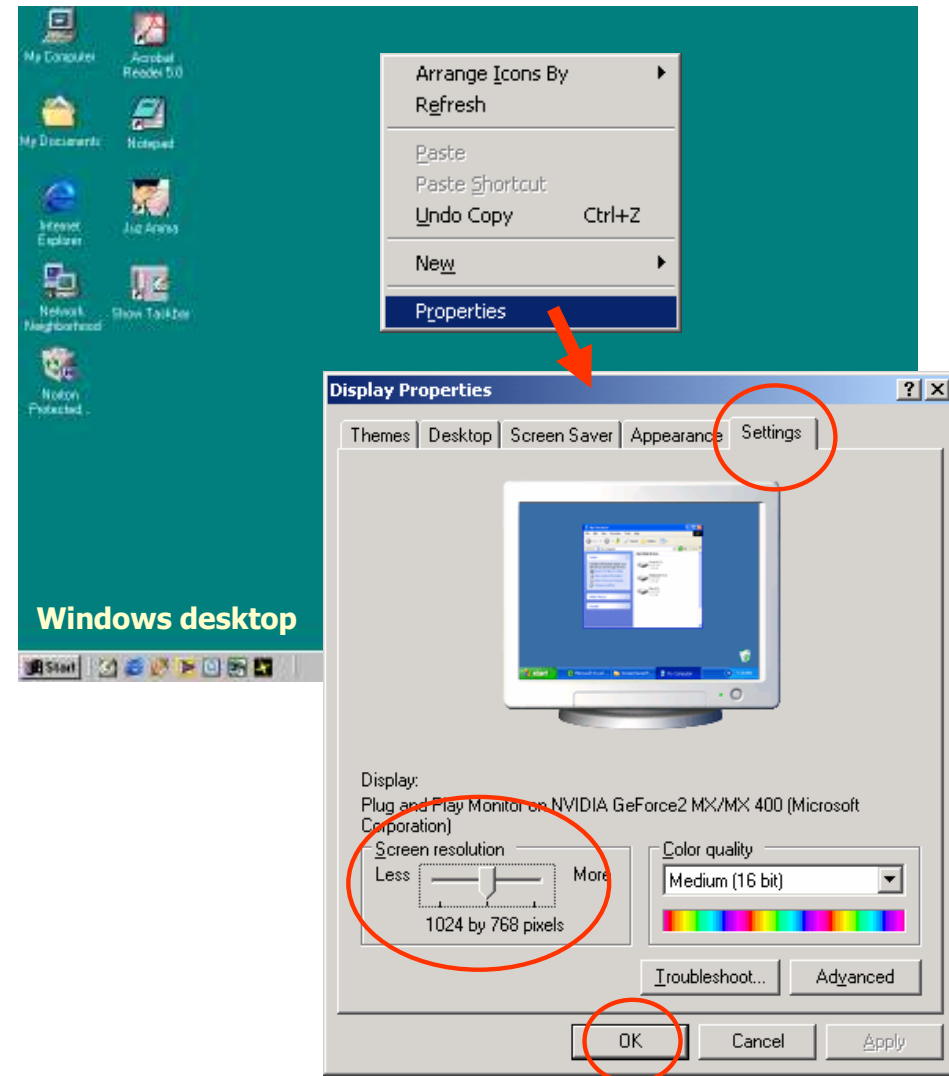 My Computer
Acrobat
Reader 5.0
My Documents
Notepad
Internet
Explorer
Network
Neighborhood
Show Taskbar
Norton
Protected
Windows desktop
Start
Arrange Icons By
Refresh
Paste
Paste Shortcut
Undo Copy Ctrl+Z
New
Properties
Display Properties
Themes Desktop Screen Saver Appearance Settings
Display:
Plug and Play Monitor on NVIDIA GeForce2 MX/MX 400 (Microsoft
Corporation)
Screen resolution
Less More
1024 by 768 pixels
Color quality
Medium (16 bit)
Troubleshoot... Advanced
OK Cancel Apply